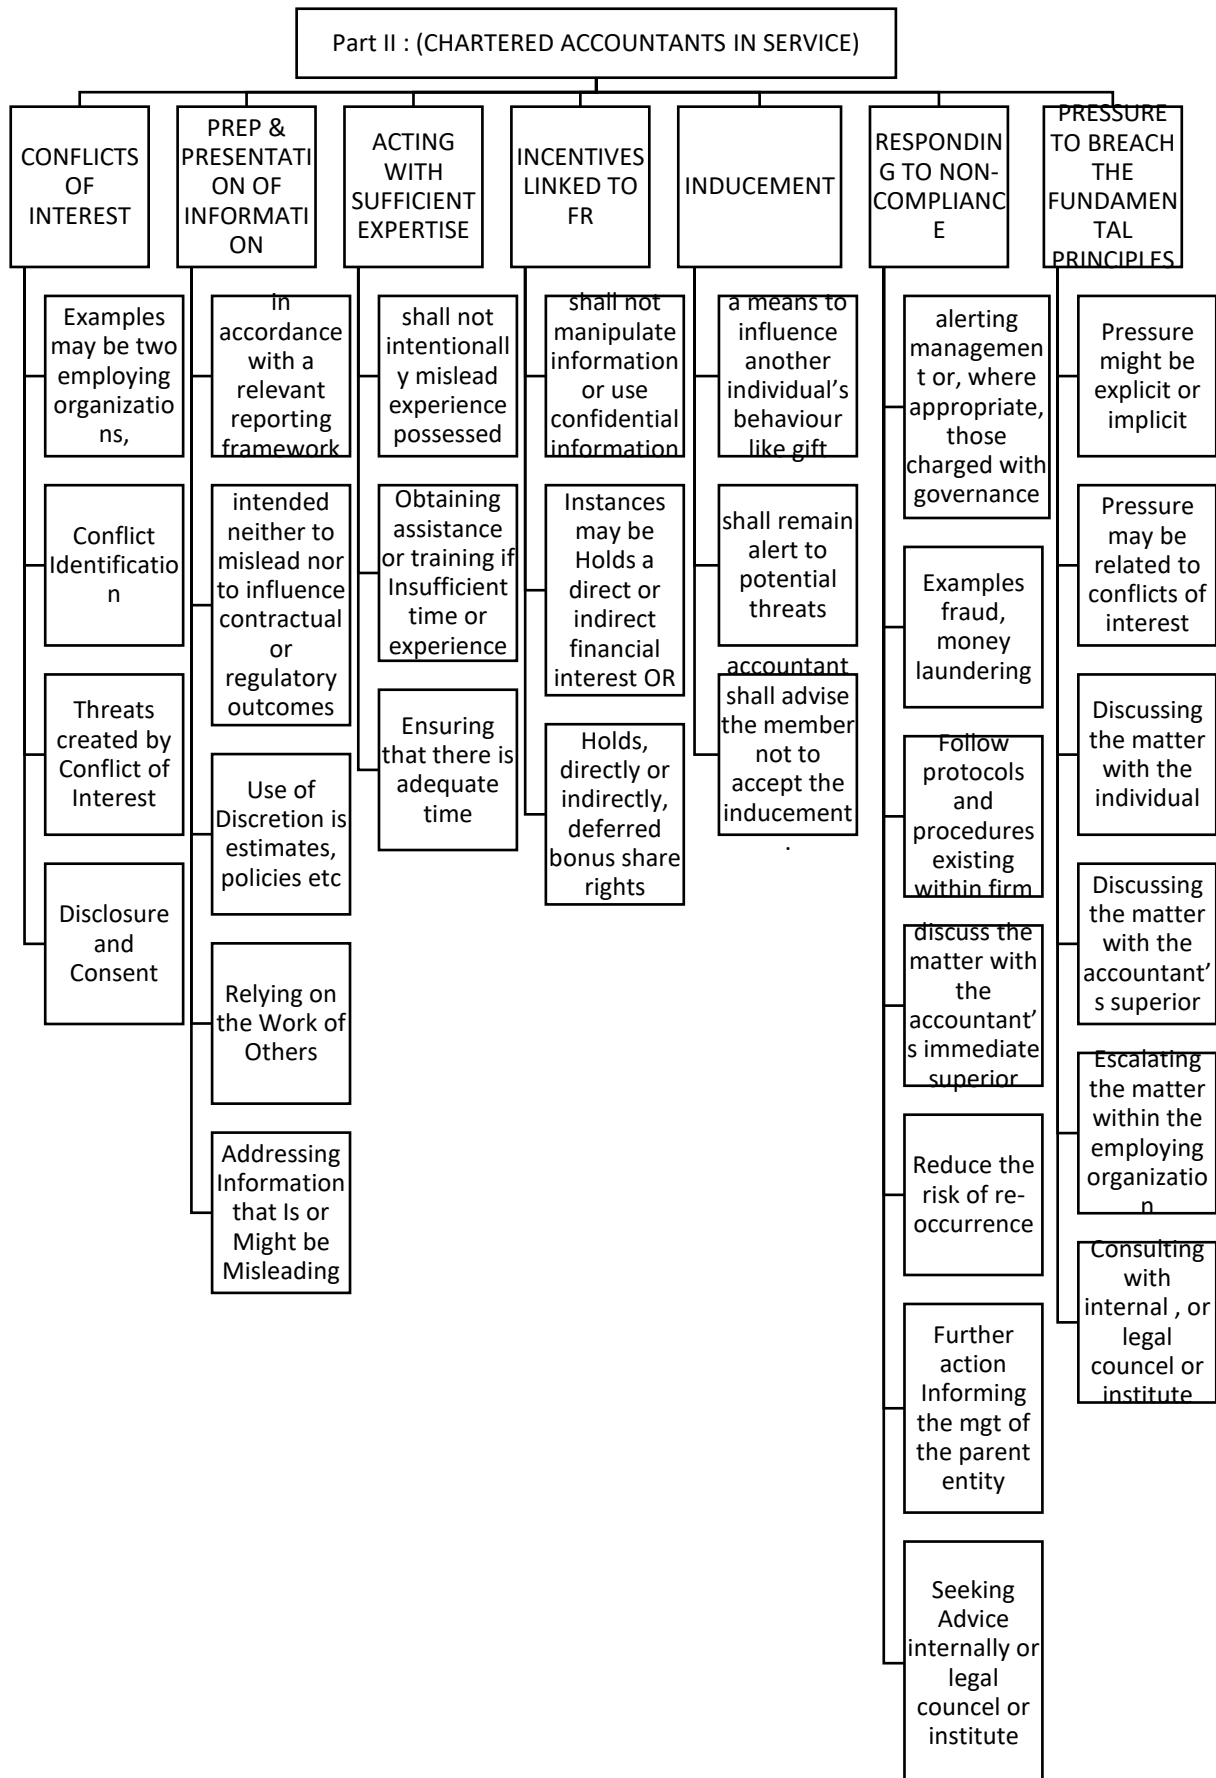 Part II : (CHARTERED ACCOUNTANTS IN SERVICE)
CONFLICTS
OF
INTEREST
Examples
may be two
employing
organizatio
ns,
Conflict
Identificatio
n
Threats
created by
Conflict of
Interest
Disclosure
and
Consent
PREP &
PRESENTATI
ON OF
INFORMATI
ON
in
accordance
with a
relevant
reporting
framework
intended
neither to
mislead nor
to influence
contractual
or
regulatory
outcomes
Use of
Discretion is
estimates,
policies etc
Relying on
the Work of
Others
Addressing
Information
that Is or
Might be
Misleading
ACTING
WITH
SUFFICIENT
EXPERTISE
shall not
intentionall
y mislead
experience
possessed
Obtaining
assistance
or training if
Insufficient
time or
experience
Ensuring
that there is
adequate
time
INCENTIVES
LINKED TO
FR
shall not
manipulate
information
or use
confidential
information
Instances
may be
Holds a
direct or
indirect
financial
interest OR
Holds,
directly or
indirectly,
deferred
bonus share
rights
INDUCEMENT
a means to
influence
another
individual’s
behaviour
like gift
shall remain
alert to
potential
threats
accountant
shall advise
the member
not to
accept the
inducement
.
RESPONDIN
G TO NON-
COMPLIANC
E
alerting
managemen
t or, where
appropriate,
those
charged with
governance
Examples
fraud,
money
laundering
Follow
protocols
and
procedures
existing
within firm
discuss the
matter with
the
accountant’
s immediate
superior
Reduce the
risk of re-
occurrence
Further
action
Informing
the mgt of
the parent
entity
Seeking
Advice
internally or
legal
councel or
institute
PRESSURE
TO BREACH
THE
FUNDAMEN
TAL
PRINCIPLES
Pressure
might be
explicit or
implicit
Pressure
may be
related to
conflicts of
interest
Discussing
the matter
with the
individual
Discussing
the matter
with the
accountant’
s superior
Escalating
the matter
within the
employing
organizatio
n
Consulting
with
internal , or
legal
councel or
institute